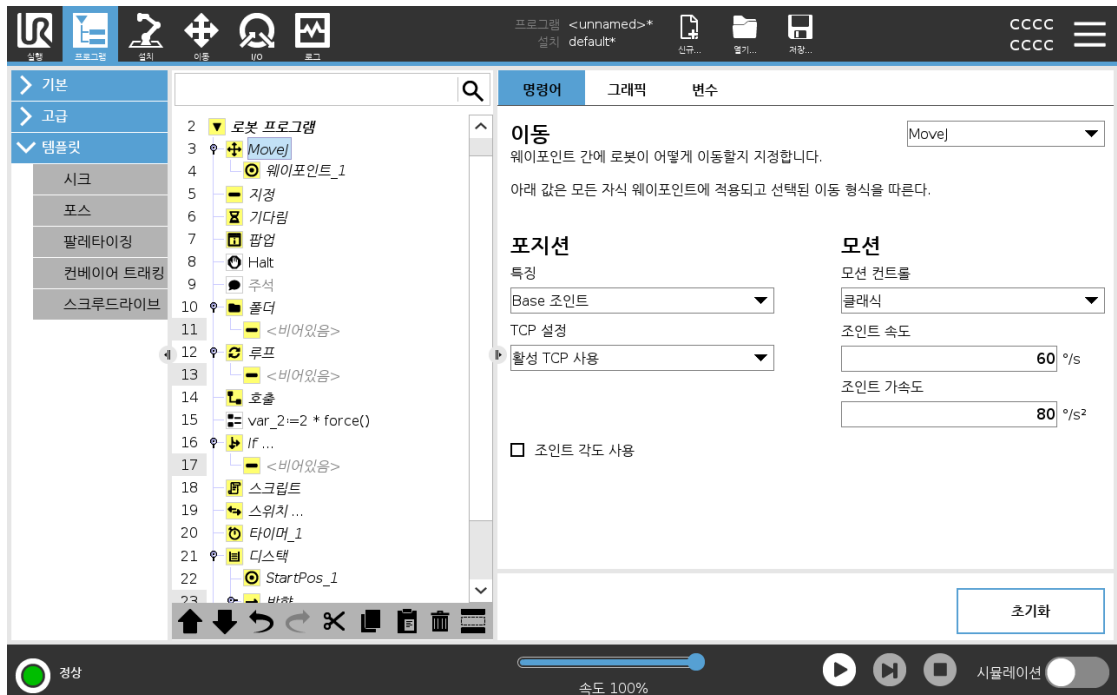 프로그램 <unnamed>*
설치 default*
UR
실행 프로그램 설치 이동 I/O 로그
신규... 열기... 저장...
CCCC
CCCC
기본
고급
템플릿
시크
포스
팔레타이징
컨베이어 트래킹
스크루드라이브
2 로봇 프로그램
3 MoveJ
4 웨이포인트_1
5 지정
6 기다림
7 팝업
8 Halt
9 주석
10 폴더
11 <비어있음>
12 루프
13 <비어있음>
14 호출
15 var_2:=2 * force()
16 If ...
17 <비어있음>
18 스크립트
19 스위치 ...
20 타이머_1
21 디스택
22 StartPos_1
23 방향
명령어 그래픽 변수
이동
MoveJ
웨이포인트 간에 로봇이 어떻게 이동할지 지정합니다.
아래 값은 모든 자식 웨이포인트에 적용되고 선택된 이동 형식을 따른다.
포지션
특징
Base 조인트
TCP 설정
활성 TCP 사용
조인트 각도 사용
모션
모션 컨트롤
클래식
조인트 속도
60 °/s
조인트 가속도
80 °/s²
초기화
정상
속도 100%
시뮬레이션